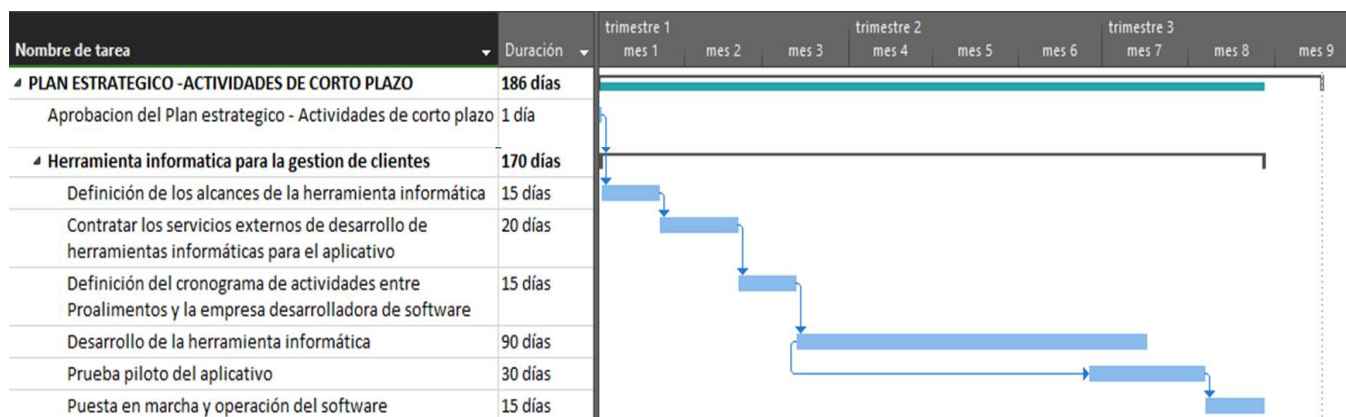 trimestre 1 trimestre 2 trimestre 3
Nombre de tarea Duración mes 1 mes 2 mes 3 mes 4 mes 5 mes 6 mes 7 mes 8 mes 9
PLAN ESTRATEGICO -ACTIVIDADES DE CORTO PLAZO 186 días
Aprobacion del Plan estrategico - Actividades de corto plazo 1 día
Herramienta informatica para la gestion de clientes 170 días
Definición de los alcances de la herramienta informática 15 días
Contratar los servicios externos de desarrollo de 20 días
herramientas informáticas para el aplicativo
Definición del cronograma de actividades entre 15 días
Proalimentos y la empresa desarrolladora de software
Desarrollo de la herramienta informática 90 días
Prueba piloto del aplicativo 30 días
Puesta en marcha y operación del software 15 días